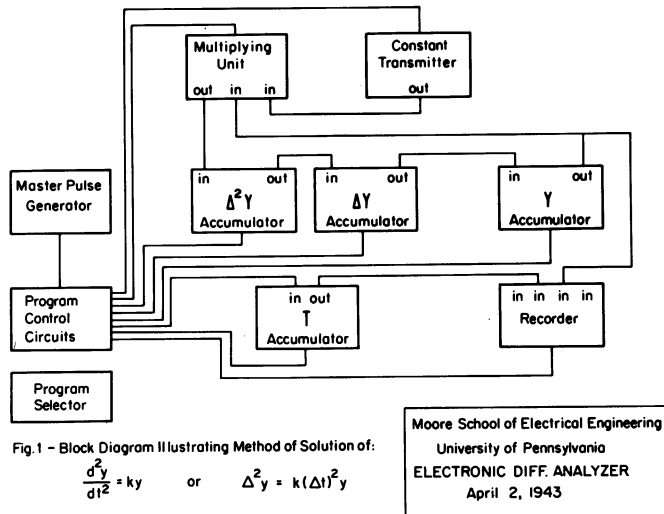 Multiplying
Unit
out in in
Constant
Transmitter
out
Master Pulse
Generator
in out
Δ²Y
Accumulator
in out
ΔY
Accumulator
in out
Y
Accumulator
Program
Control
Circuits
in out
T
Accumulator
in in in in
Recorder
Program
Selector
Fig.1 - Block Diagram Illustrating Method of Solution of:
d²y/dt² = ky or Δ²y = k(Δt)²y
Moore School of Electrical Engineering
University of Pennsylvania
ELECTRONIC DIFF. ANALYZER
April 2, 1943